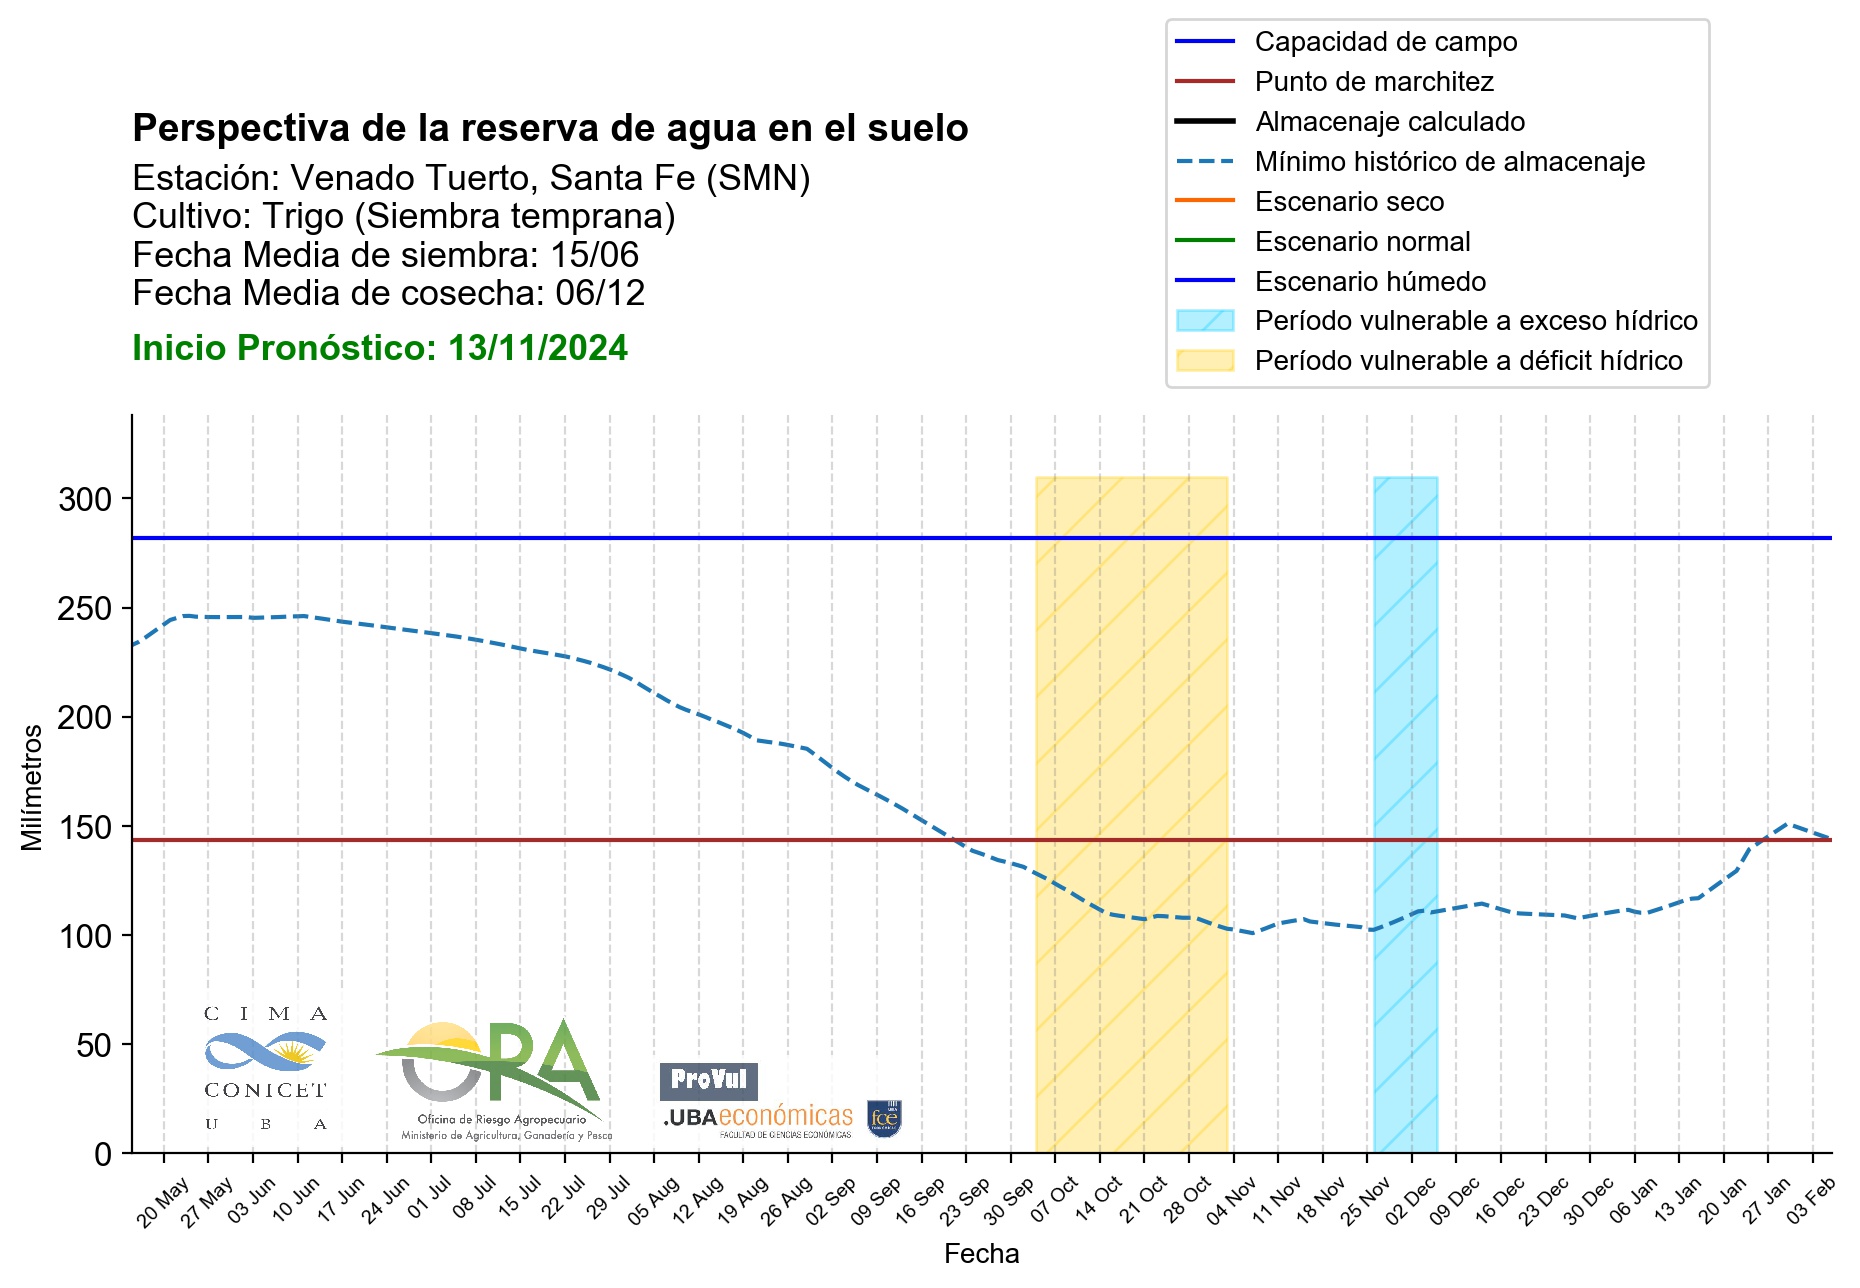 Capacidad de campo
Punto de marchitez
Almacenaje calculado
Mínimo histórico de almacenaje
Escenario seco
Escenario normal
Escenario húmedo
Período vulnerable a exceso hídrico
Período vulnerable a déficit hídrico
Perspectiva de la reserva de agua en el suelo
Estación: Venado Tuerto, Santa Fe (SMN)
Cultivo: Trigo (Siembra temprana)
Fecha Media de siembra: 15/06
Fecha Media de cosecha: 06/12
Inicio Pronóstico: 13/11/2024
Milímetros
300
250
200
150
100
50
0
CIMA
CONICET
UBA
ORA
Oficina de Riesgo Agropecuario
Ministerio de Agricultura, Ganadería y Pesca
ProVul
.UBAeconómicas
FACULTAD DE CIENCIAS ECONÓMICAS
UBA
fce
ECONÓMICAS
20 May
27 May
03 Jun
10 Jun
17 Jun
24 Jun
01 Jul
08 Jul
15 Jul
22 Jul
29 Jul
05 Aug
12 Aug
19 Aug
26 Aug
02 Sep
09 Sep
16 Sep
23 Sep
30 Sep
07 Oct
14 Oct
21 Oct
28 Oct
04 Nov
11 Nov
18 Nov
25 Nov
02 Dec
09 Dec
16 Dec
23 Dec
30 Dec
06 Jan
13 Jan
20 Jan
27 Jan
03 Feb
Fecha